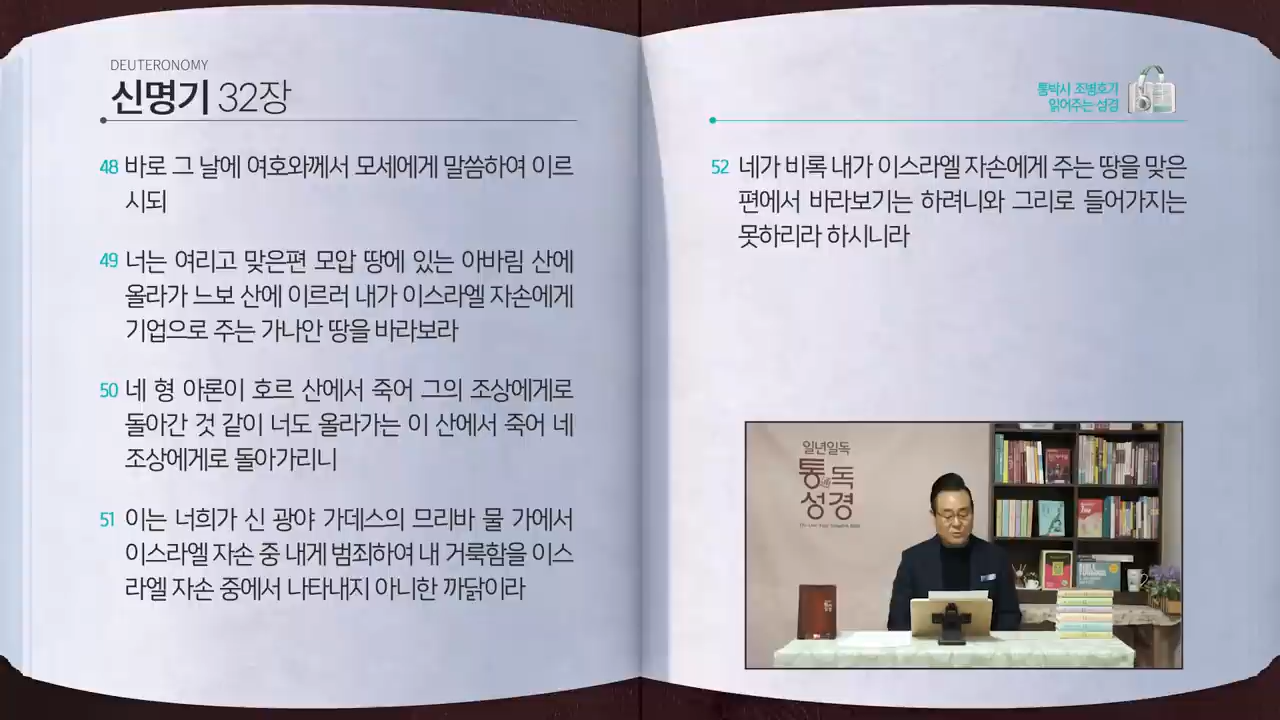 DEUTERONOMY
신명기 32장
48 바로 그 날에 여호와께서 모세에게 말씀하여 이르
시되
49 너는 여리고 맞은편 모압 땅에 있는 아바림 산에
올라가 느보 산에 이르러 내가 이스라엘 자손에게
기업으로 주는 가나안 땅을 바라보라
50 네 형 아론이 호르 산에서 죽어 그의 조상에게로
돌아간 것 같이 너도 올라가는 이 산에서 죽어 네
조상에게로 돌아가리니
51 이는 너희가 신 광야 가데스의 므리바 물 가에서
이스라엘 자손 중 내게 범죄하여 내 거룩함을 이스
라엘 자손 중에서 나타내지 아니한 까닭이라
통박사 조병호가
읽어주는 성경
52 네가 비록 내가 이스라엘 자손에게 주는 땅을 맞은
편에서 바라보기는 하려니와 그리로 들어가지는
못하리라 하시니라
일년일독
통독
성경